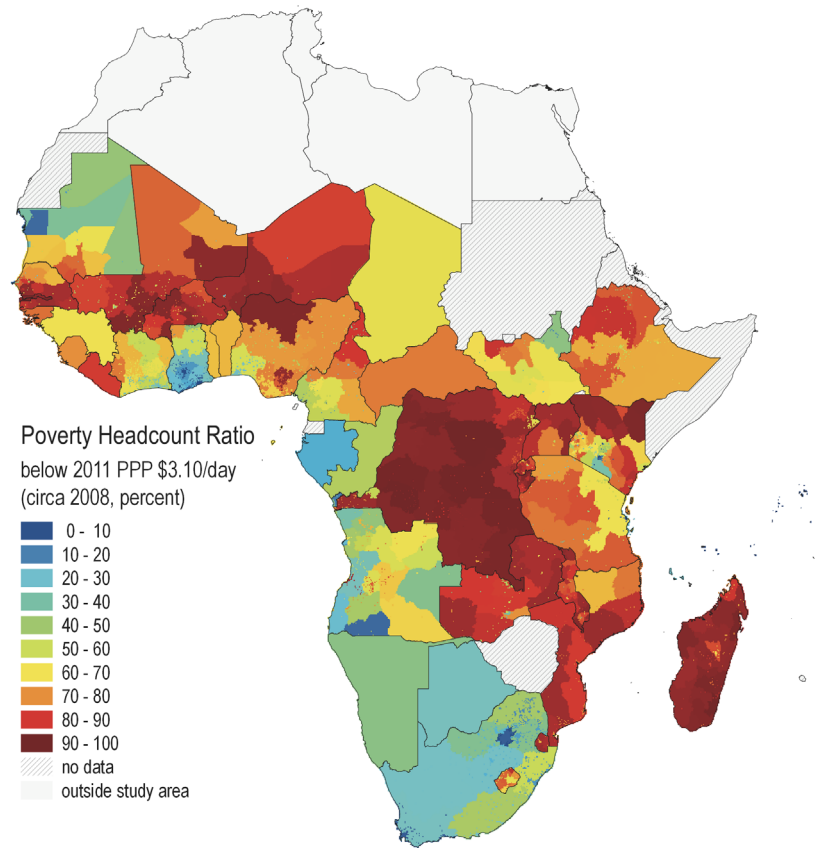 Poverty Headcount Ratio
below 2011 PPP $3.10/day
(circa 2008, percent)
0 - 10
10 - 20
20 - 30
30 - 40
40 - 50
50 - 60
60 - 70
70 - 80
80 - 90
90 - 100
no data
outside study area